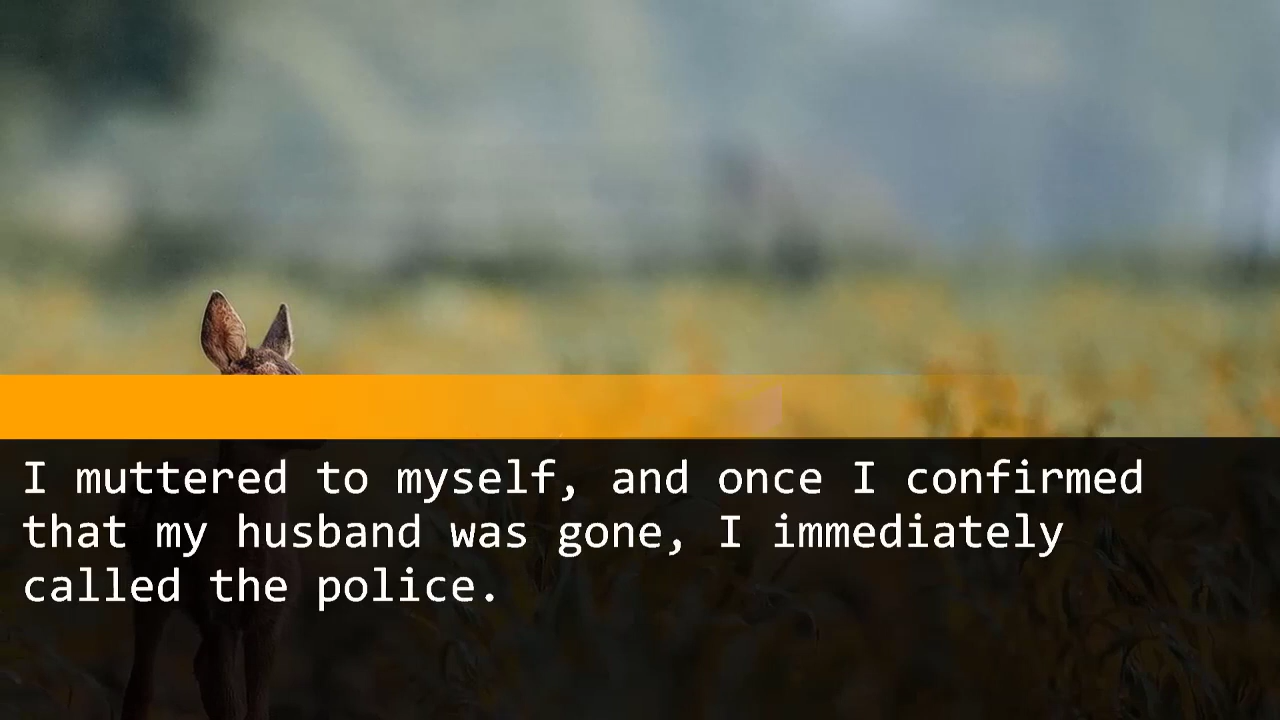 I muttered to myself, and once I confirmed
that my husband was gone, I immediately
called the police.